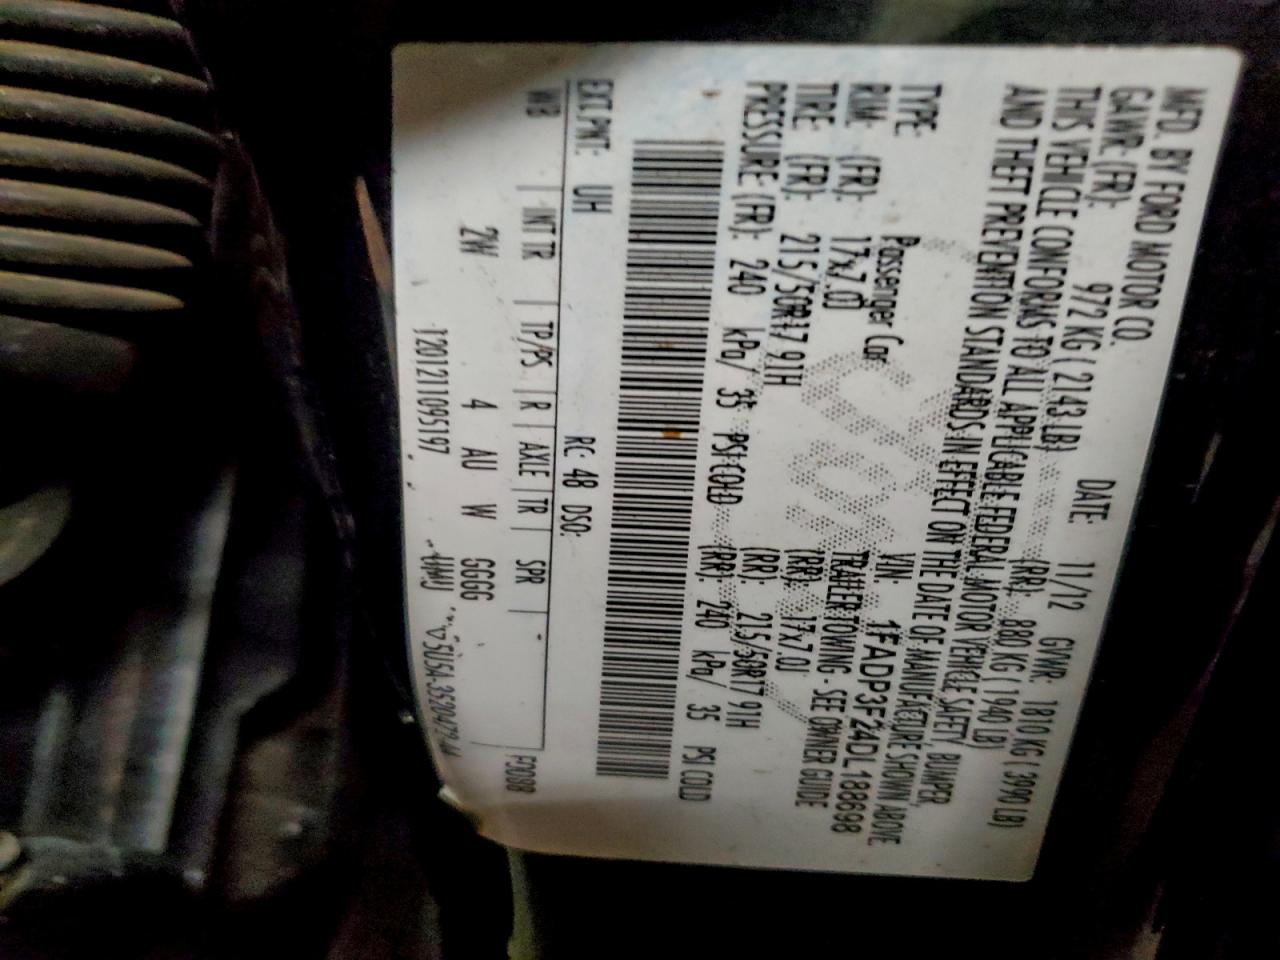 MFD. BY FORD MOTOR CO.
DATE: 11/12 GVWR: 1810 KG ( 3990 LB)
GAWR: (FR): 972 KG ( 2143 LB) (RR): 880 KG ( 1940 LB)
THIS VEHICLE CONFORMS TO ALL APPLICABLE FEDERAL MOTOR VEHICLE SAFETY, BUMPER,
AND THEFT PREVENTION STANDARDS IN EFFECT ON THE DATE OF MANUFACTURE SHOWN ABOVE.
VIN: 1FADP3F24DL186698
TYPE: Passenger Car TRAILER TOWING - SEE OWNER GUIDE
RIM: (FR): 17x7.0J (RR): 17x7.0J
TIRE: (FR): 215/50R17 91H (RR): 215/50R17 91H
PRESSURE: (FR): 240 kPa/ 35 PSI COLD (RR): 240 kPa/ 35 PSI COLD
EXT PNT: UH RC: 48 DSO: F0088
WB | INT TR | TP/PS | R | AXLE | TR | SPR
2W 4 AU W GGGG
1201211095197